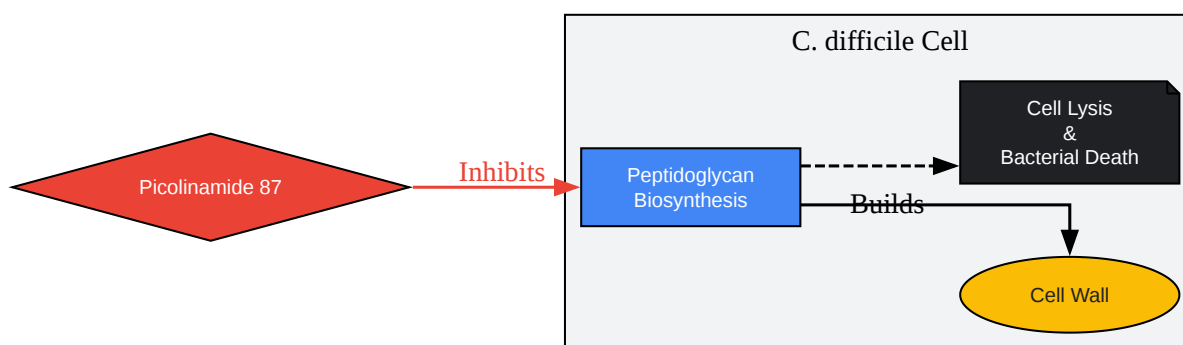 C. difficile Cell
Cell Lysis
&
Bacterial Death
Picolinamide 87
Inhibits
Peptidoglycan
Biosynthesis
Builds
Cell Wall